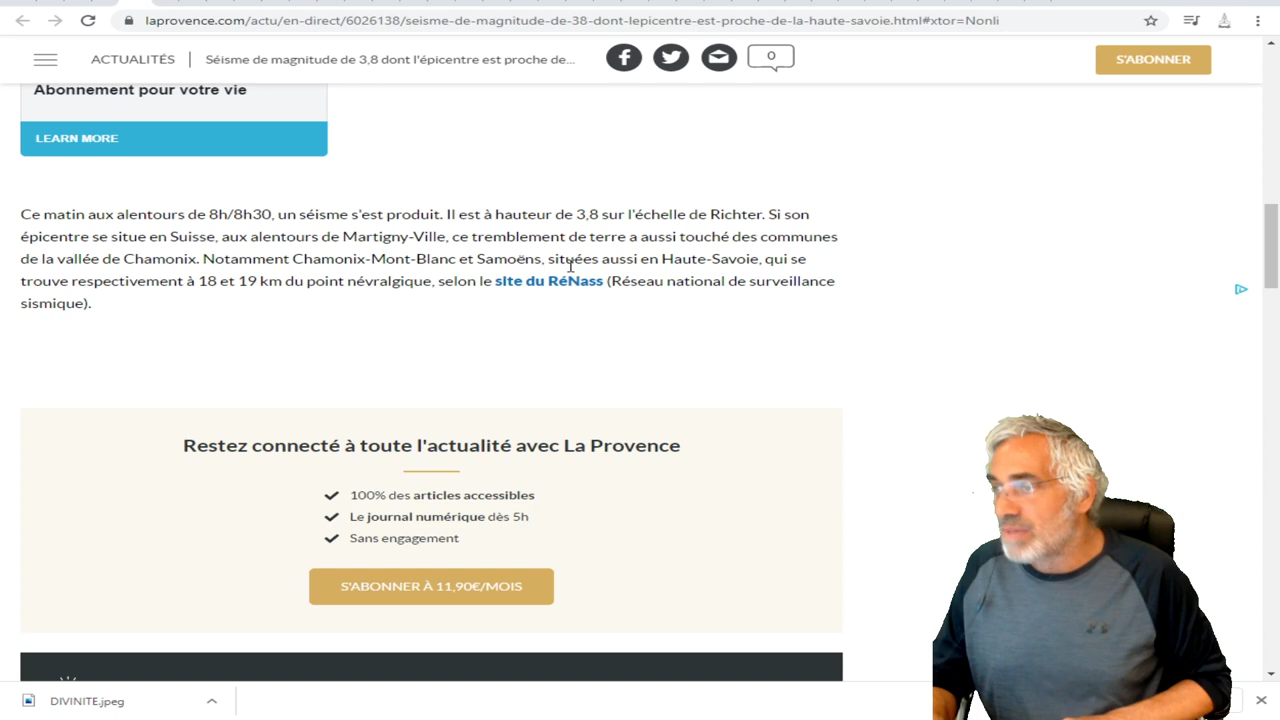 laprovence.com/actu/en-direct/6026138/seisme-de-magnitude-de-38-dont-lepicentre-est-proche-de-la-haute-savoie.html#xtor=Nonli
ACTUALITÉS
Séisme de magnitude de 3,8 dont l'épicentre est proche de...
0
S'ABONNER
Abonnement pour votre vie
LEARN MORE
Ce matin aux alentours de 8h/8h30, un séisme s'est produit. Il est à hauteur de 3,8 sur l'échelle de Richter. Si son
épicentre se situe en Suisse, aux alentours de Martigny-Ville, ce tremblement de terre a aussi touché des communes
de la vallée de Chamonix. Notamment Chamonix-Mont-Blanc et Samoëns, situées aussi en Haute-Savoie, qui se
trouve respectivement à 18 et 19 km du point névralgique, selon le site du RéNass (Réseau national de surveillance
sismique).
Restez connecté à toute l'actualité avec La Provence
100% des articles accessibles
Le journal numérique dès 5h
Sans engagement
S'ABONNER À 11,90€/MOIS
DIVINITE.jpeg